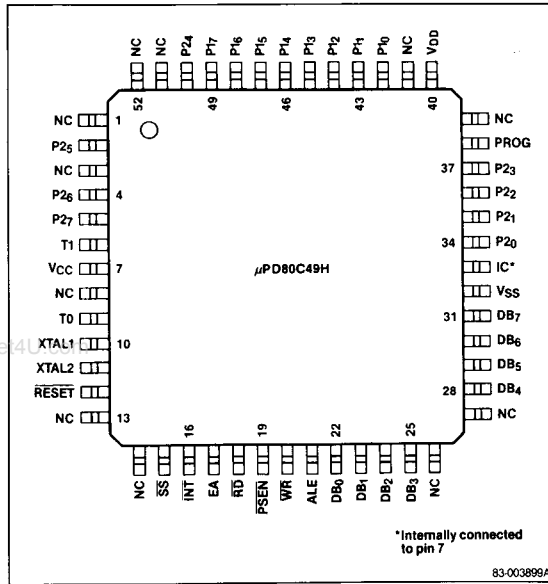 NC NC P24 P17 P16 P15 P14 P13 P12 P11 P10 NC VDD
52 49 46 43 40
NC 1 NC
P25 PROG
NC 37 P23
P26 4 P22
P27 P21
T1 34 P20
VCC 7 μPD80C49H IC*
NC VSS
T0 31 DB7
XTAL1 10 DB6
et4U.com
XTAL2 DB5
RESET 28 DB4
NC 13 NC
16 19 22 25
NC SS INT EA RD PSEN WR ALE DB0 DB1 DB2 DB3 NC
*Internally connected
to pin 7
83-003899A